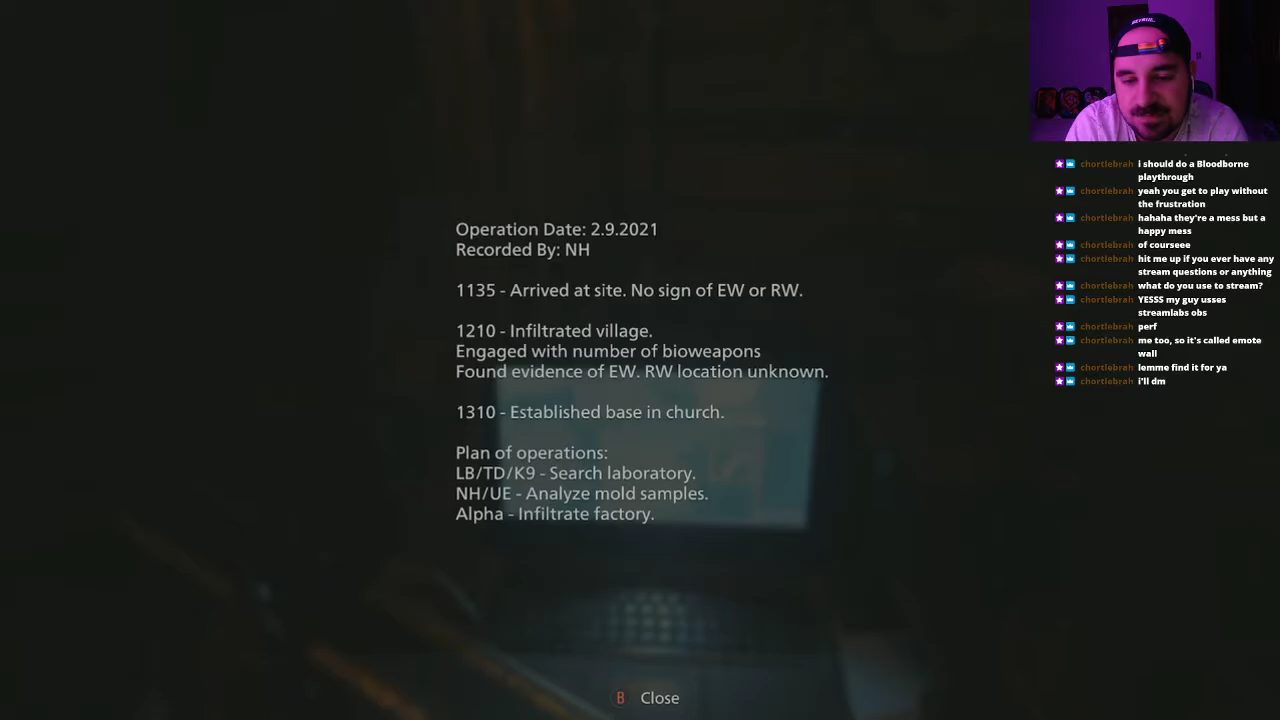 Operation Date: 2.9.2021
Recorded By: NH
1135 - Arrived at site. No sign of EW or RW.
1210 - Infiltrated village.
Engaged with number of bioweapons
Found evidence of EW. RW location unknown.
1310 - Established base in church.
Plan of operations:
LB/TD/K9 - Search laboratory.
NH/UE - Analyze mold samples.
Alpha - Infiltrate factory.
B Close
chortlebrah i should do a Bloodborne
playthrough
chortlebrah yeah you get to play without
the frustration
chortlebrah hahaha they're a mess but a
happy mess
chortlebrah of courseee
chortlebrah hit me up if you ever have any
stream questions or anything
chortlebrah what do you use to stream?
chortlebrah YESSS my guy usses
streamlabs obs
chortlebrah perf
chortlebrah me too, so it's called emote
wall
chortlebrah lemme find it for ya
chortlebrah i'll dm